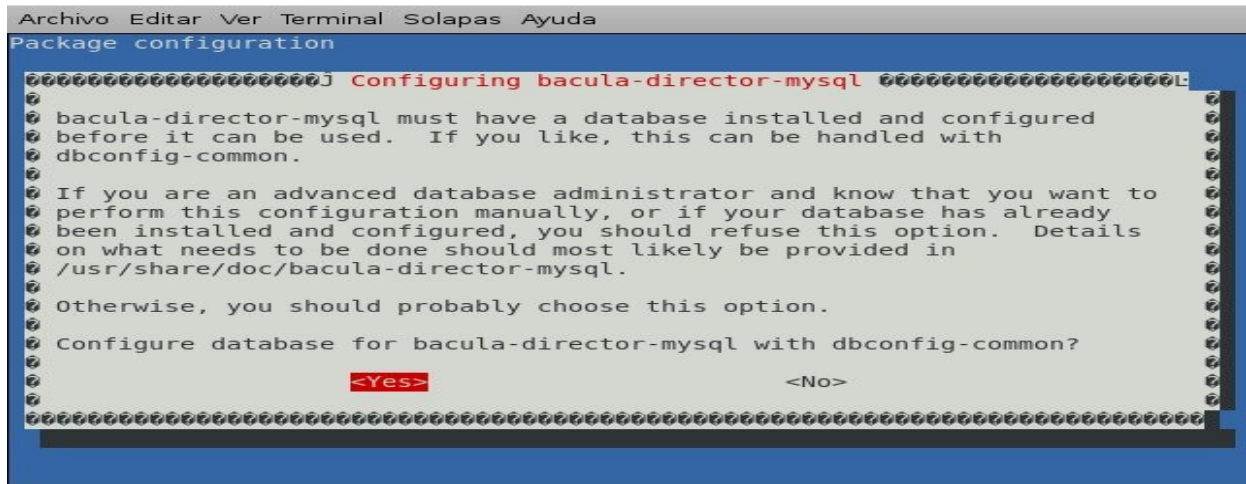 Archivo Editar Ver Terminal Solapas Ayuda
Package configuration
Configuring bacula-director-mysql
bacula-director-mysql must have a database installed and configured
before it can be used.  If you like, this can be handled with
dbconfig-common.
If you are an advanced database administrator and know that you want to
perform this configuration manually, or if your database has already
been installed and configured, you should refuse this option.  Details
on what needs to be done should most likely be provided in
/usr/share/doc/bacula-director-mysql.
Otherwise, you should probably choose this option.
Configure database for bacula-director-mysql with dbconfig-common?
<Yes> <No>